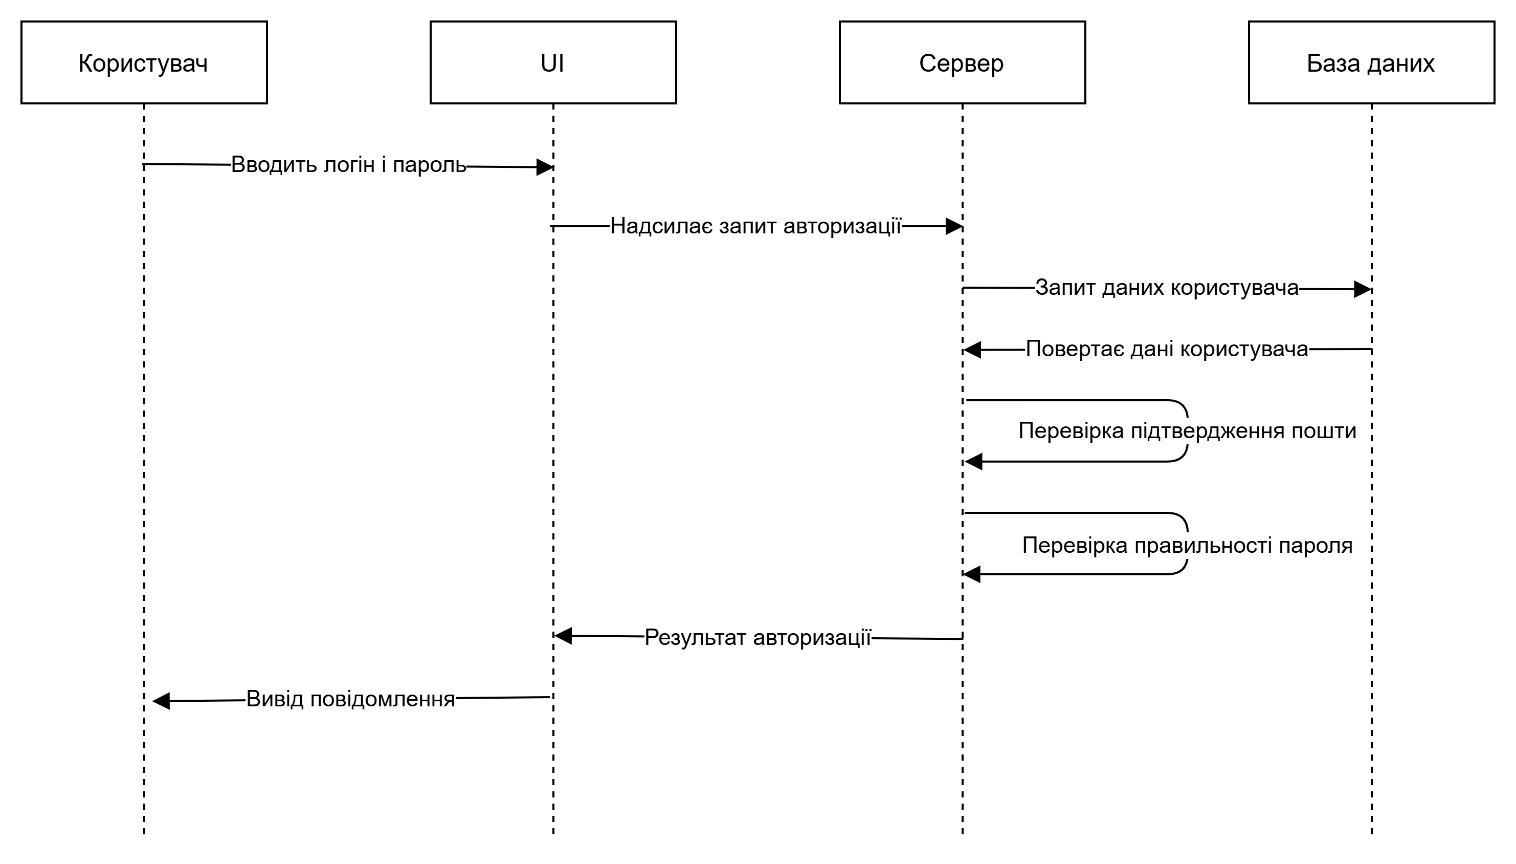 Користувач
UI
Сервер
База даних
Вводить логін і пароль
Надсилає запит авторизації
Запит даних користувача
Повертає дані користувача
Перевірка підтвердження пошти
Перевірка правильності пароля
Результат авторизації
Вивід повідомлення